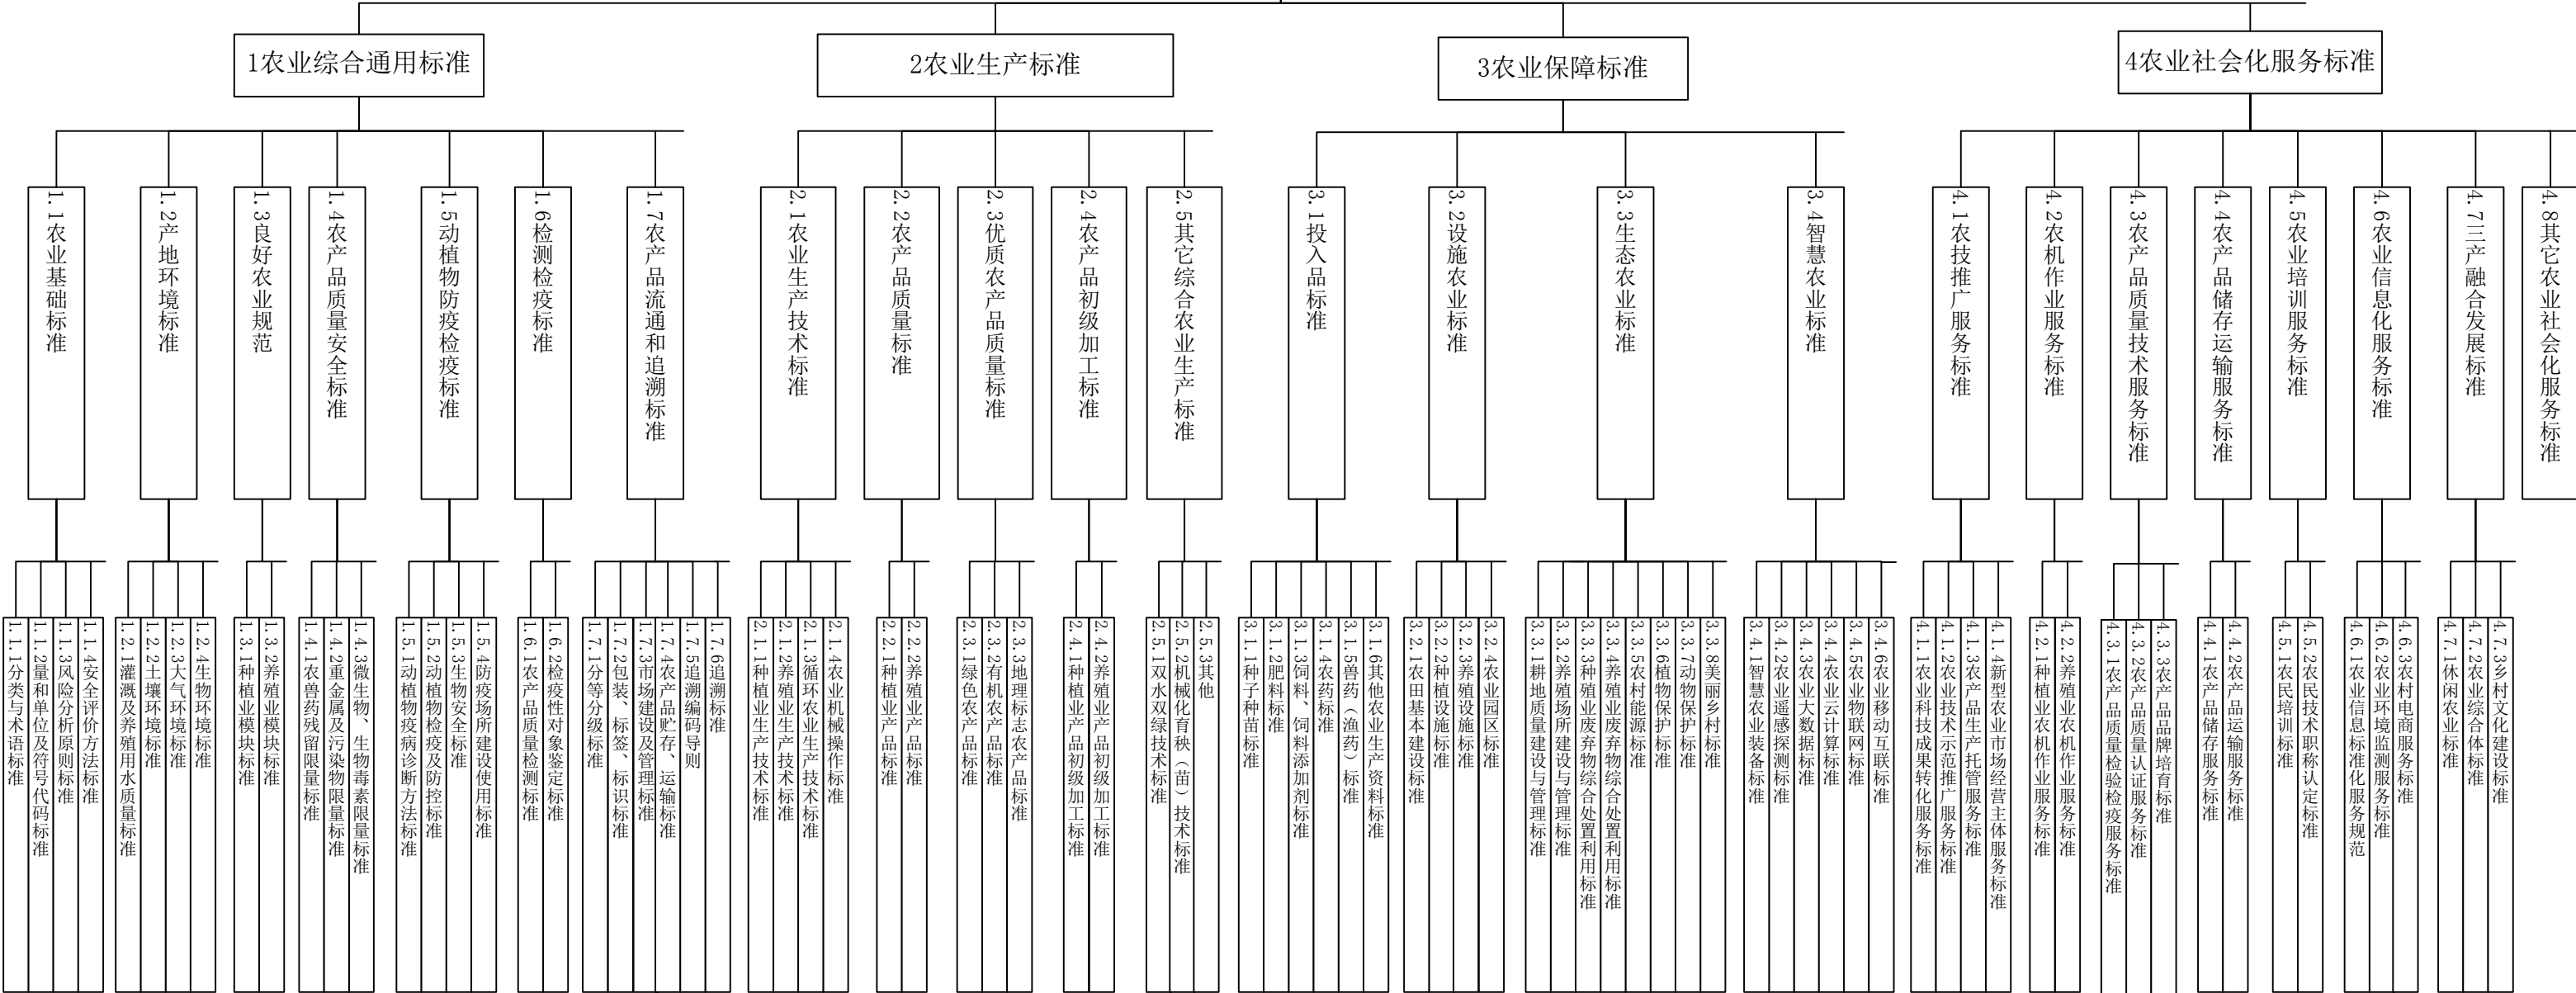 1农业综合通用标准
2农业生产标准
3农业保障标准
4农业社会化服务标准
1.1农业基础标准
1.2产地环境标准
1.3良好农业规范
1.4农产品质量安全标准
1.5动植物防疫检疫标准
1.6检测检疫标准
1.7农产品流通和追溯标准
2.1农业生产技术标准
2.2农产品质量标准
2.3优质农产品质量标准
2.4农产品初级加工标准
2.5其它综合农业生产标准
3.1投入品标准
3.2设施农业标准
3.3生态农业标准
3.4智慧农业标准
4.1农技推广服务标准
4.2农机作业服务标准
4.3农产品质量技术服务标准
4.4农产品储存运输服务标准
4.5农业培训服务标准
4.6农业信息化服务标准
4.7三产融合发展标准
4.8其它农业社会化服务标准
1.1.1分类与术语标准
1.1.2量和单位及符号代码标准
1.1.3风险分析原则标准
1.1.4安全评价方法标准
1.2.1灌溉及养殖用水质量标准
1.2.2土壤环境标准
1.2.3大气环境标准
1.2.4生物环境标准
1.3.1种植业模块标准
1.3.2养殖业模块标准
1.4.1农兽药残留限量标准
1.4.2重金属及污染物限量标准
1.4.3微生物、生物毒素限量标准
1.5.1动植物疫病诊断方法标准
1.5.2动植物检疫及防控标准
1.5.3生物安全标准
1.5.4防疫场所建设使用标准
1.6.1农产品质量检测标准
1.6.2检疫性对象鉴定标准
1.7.1分等分级标准
1.7.2包装、标签、标识标准
1.7.3市场建设及管理标准
1.7.4农产品贮存、运输标准
1.7.5追溯编码导则
1.7.6追溯标准
2.1.1种植业生产技术标准
2.1.2养殖业生产技术标准
2.1.3循环农业生产技术标准
2.1.4农业机械操作标准
2.2.1种植业产品标准
2.2.2养殖业产品标准
2.3.1绿色农产品标准
2.3.2有机农产品标准
2.3.3地理标志农产品标准
2.4.1种植业产品初级加工标准
2.4.2养殖业产品初级加工标准
2.5.1双水双绿技术标准
2.5.2机械化育秧（苗）技术标准
2.5.3其他
3.1.1种子种苗标准
3.1.2肥料标准
3.1.3饲料、饲料添加剂标准
3.1.4农药标准
3.1.5兽药（渔药）标准
3.1.6其他农业生产资料标准
3.2.1农田基本建设标准
3.2.2种植设施标准
3.2.3养殖设施标准
3.2.4农业园区标准
3.3.1耕地质量建设与管理标准
3.3.2养殖场所建设与管理标准
3.3.3种殖业废弃物综合处置利用标准
3.3.4养殖业废弃物综合处置利用标准
3.3.5农村能源标准
3.3.6植物保护标准
3.3.7动物保护标准
3.3.8美丽乡村标准
3.4.1智慧农业装备标准
3.4.2农业遥感探测标准
3.4.3农业大数据标准
3.4.4农业云计算标准
3.4.5农业物联网标准
3.4.6农业移动互联标准
4.1.1农业科技成果转化服务标准
4.1.2农业技术示范推广服务标准
4.1.3农产品生产托管服务标准
4.1.4新型农业市场经营主体服务标准
4.2.1种植业农机作业服务标准
4.2.2养殖业农机作业服务标准
4.3.1农产品质量检验检疫服务标准
4.3.2农产品质量认证服务标准
4.3.3农产品品牌培育标准
4.4.1农产品储存服务标准
4.4.2农产品运输服务标准
4.5.1农民培训标准
4.5.2农民技术职称认定标准
4.6.1农业信息标准化服务规范
4.6.2农业环境监测服务标准
4.6.3农村电商服务标准
4.7.1休闲农业标准
4.7.2农业综合体标准
4.7.3乡村文化建设标准